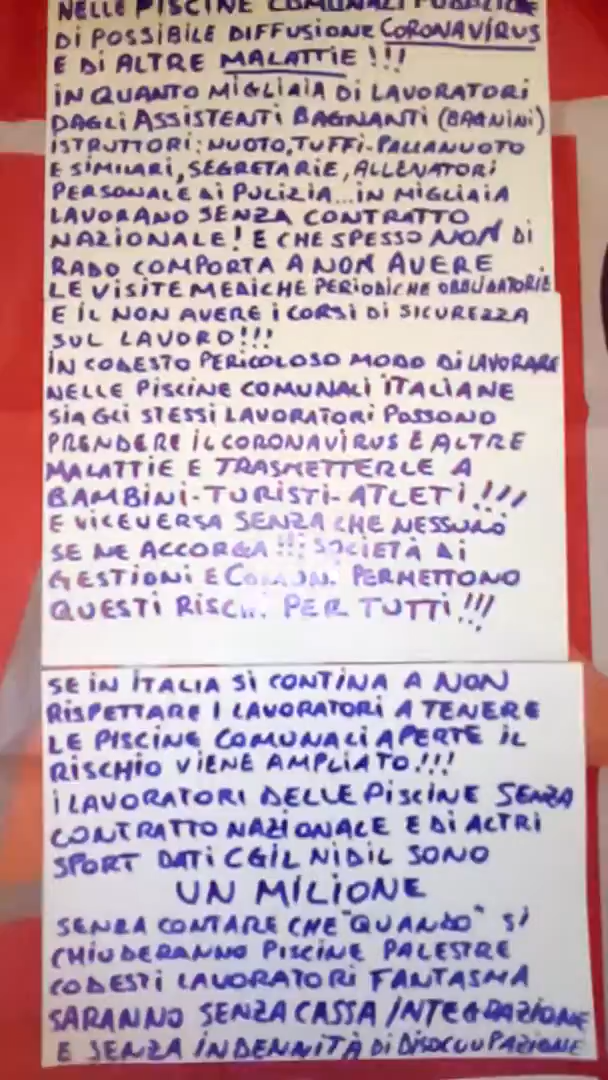 NELLE PISCINE COMUNALI PUBBLICHE
DI POSSIBILE DIFFUSIONE CORONAVIRUS
E DI ALTRE MALATTIE !!!
IN QUANTO MIGLIAIA DI LAVORATORI
DAGLI ASSISTENTI BAGNANTI (BAGNINI)
ISTRUTTORI: NUOTO, TUFFI-PALLANUOTO
E SIMILARI, SEGRETARIE, ALLENATORI
PERSONALE DI PULIZIA... IN MIGLIAIA
LAVORANO SENZA CONTRATTO
NAZIONALE! E CHE SPESSO NON DI
RADO COMPORTA A NON AVERE
LE VISITE MEDICHE PERIODICHE OBBLIGATORIE
E IL NON AVERE I CORSI DI SICUREZZA
SUL LAVORO!!!
IN CODESTO PERICOLOSO MODO DI LAVORARE
NELLE PISCINE COMUNALI ITALIANE
SIA GLI STESSI LAVORATORI POSSONO
PRENDERE IL CORONAVIRUS E ALTRE
MALATTIE E TRASMETTERLE A
BAMBINI-TURISTI-ATLETI!!!
E VICEVERSA SENZA CHE NESSUNO
SE NE ACCORGA!!! SOCIETÀ DI
GESTIONI E COMUNI PERMETTONO
QUESTI RISCHI PER TUTTI!!!
SE IN ITALIA SI CONTINA A NON
RISPETTARE I LAVORATORI A TENERE
LE PISCINE COMUNALI APERTE IL
RISCHIO VIENE AMPLIATO!!!
I LAVORATORI DELLE PISCINE SENZA
CONTRATTO NAZIONALE E DI ALTRI
SPORT DATI CGIL NIDIL SONO
UN MILIONE
SENZA CONTARE CHE "QUANDO" SI
CHIUDERANNO PISCINE PALESTRE
CODESTI LAVORATORI FANTASMA
SARANNO SENZA CASSA INTEGRAZIONE
E SENZA INDENNITÀ DI DISOCCUPAZIONE